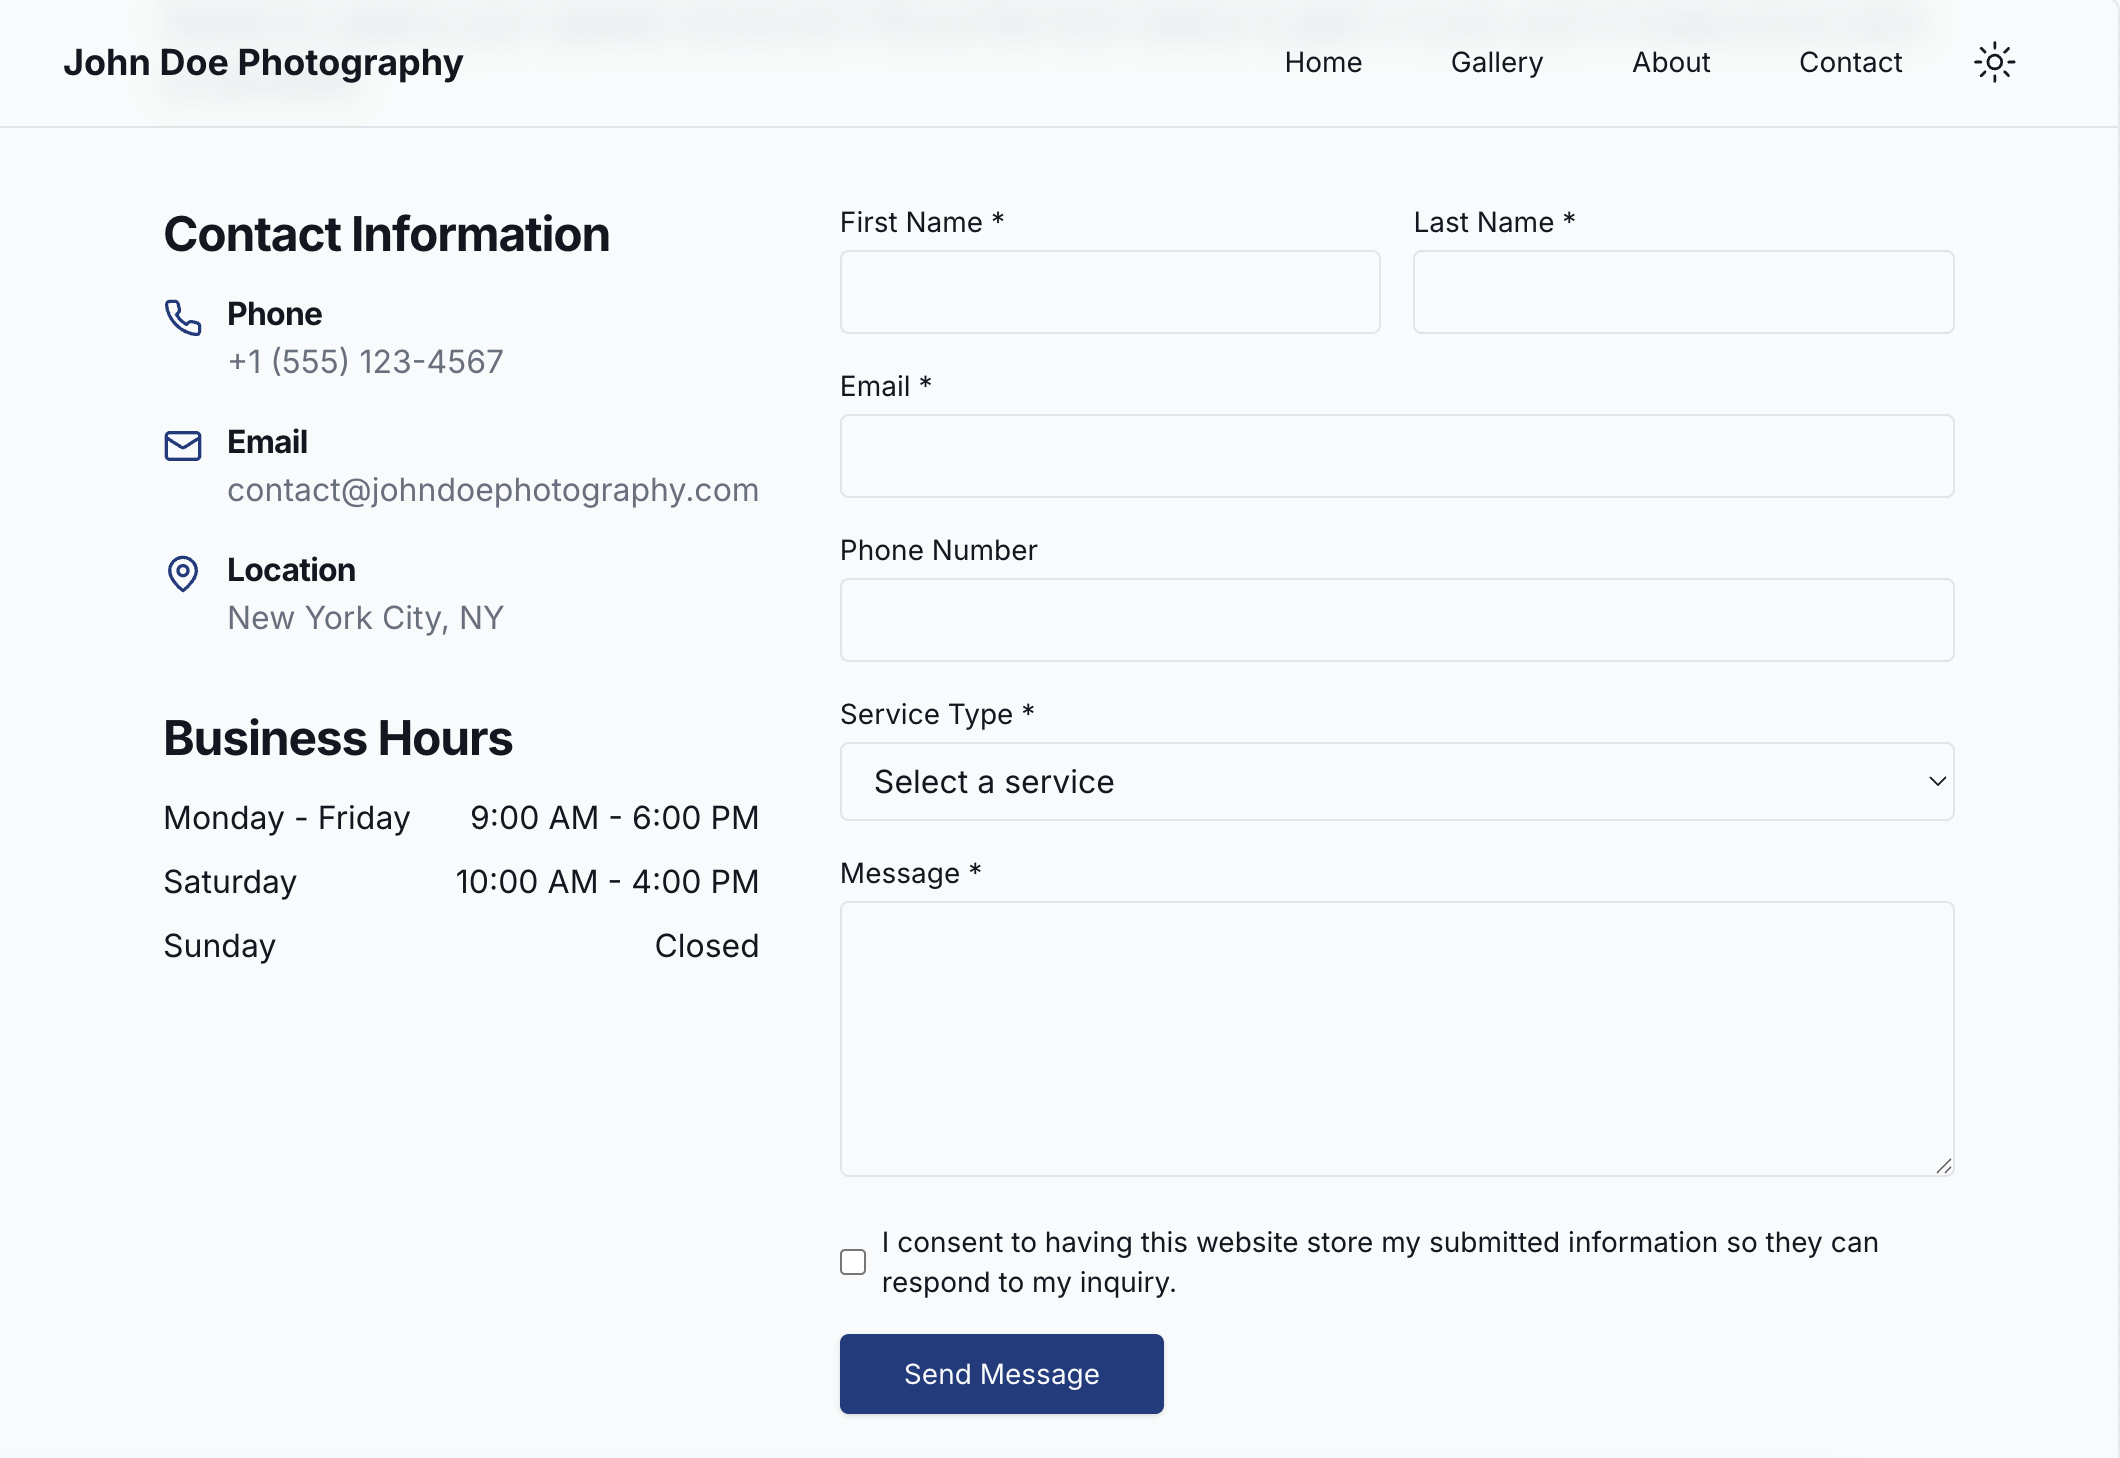 John Doe Photography
Home
Gallery
About
Contact
Contact Information
Phone
+1 (555) 123-4567
Email
contact@johndoephotography.com
Location
New York City, NY
Business Hours
Monday - Friday 9:00 AM - 6:00 PM
Saturday 10:00 AM - 4:00 PM
Sunday Closed
First Name *
Last Name *
Email *
Phone Number
Service Type *
Select a service
Message *
I consent to having this website store my submitted information so they can
respond to my inquiry.
Send Message